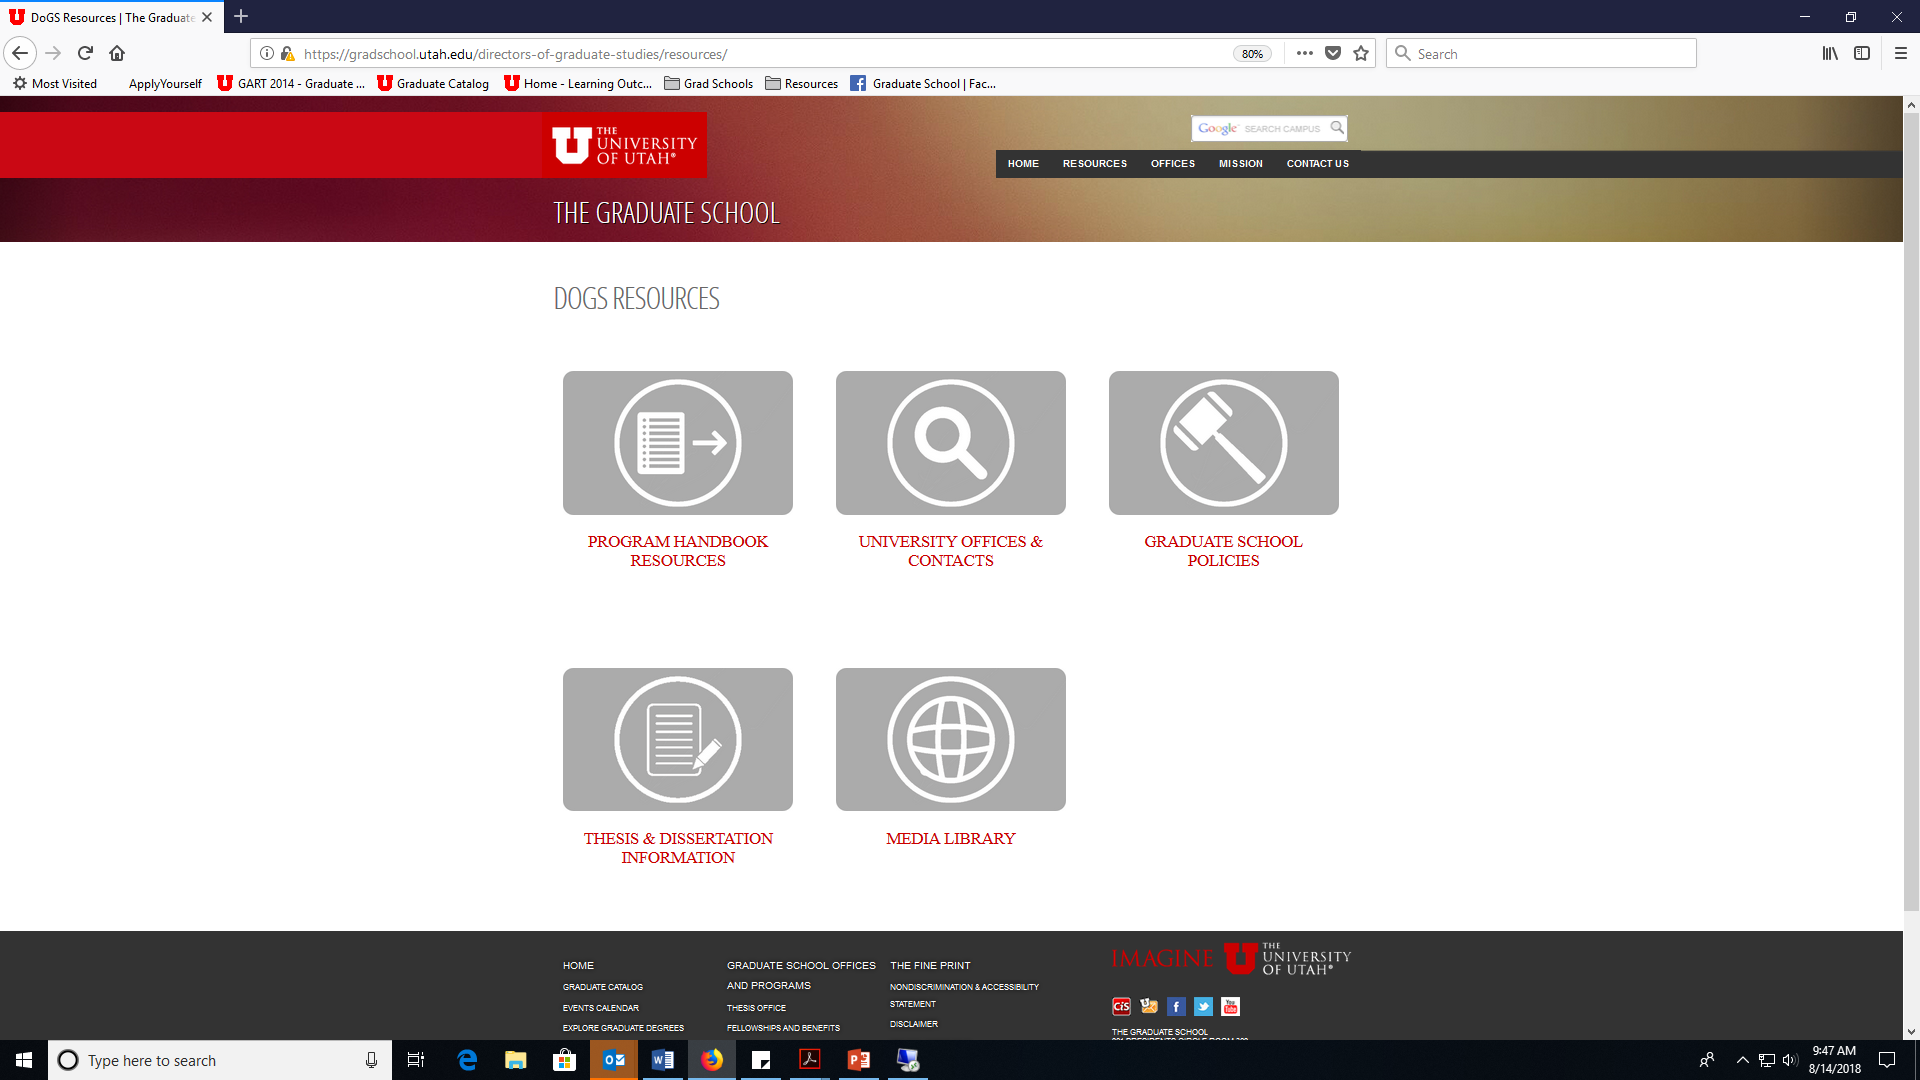 DoGS Resources | The Graduate
https://gradschool.utah.edu/directors-of-graduate-studies/resources/
80%
Search
Most Visited
ApplyYourself
GART 2014 - Graduate ...
Graduate Catalog
Home - Learning Outc...
Grad Schools
Resources
Graduate School | Fac...
THE
UNIVERSITY
OF UTAH®
Google SEARCH CAMPUS
HOME
RESOURCES
OFFICES
MISSION
CONTACT US
THE GRADUATE SCHOOL
DOGS RESOURCES
PROGRAM HANDBOOK
RESOURCES
UNIVERSITY OFFICES &
CONTACTS
GRADUATE SCHOOL
POLICIES
THESIS & DISSERTATION
INFORMATION
MEDIA LIBRARY
HOME
GRADUATE CATALOG
EVENTS CALENDAR
EXPLORE GRADUATE DEGREES
GRADUATE SCHOOL OFFICES
AND PROGRAMS
THESIS OFFICE
FELLOWSHIPS AND BENEFITS
THE FINE PRINT
NONDISCRIMINATION & ACCESSIBILITY
STATEMENT
DISCLAIMER
IMAGINE
THE
UNIVERSITY
OF UTAH®
CiS
You
Tube
THE GRADUATE SCHOOL
Type here to search
9:47 AM
8/14/2018